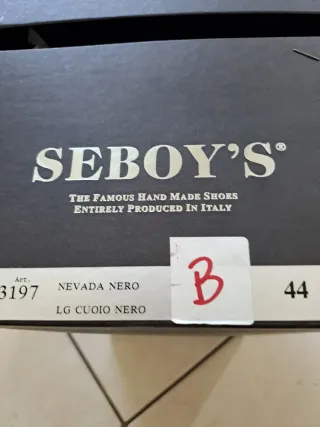 SEBOY'S®
THE FAMOUS HAND MADE SHOES
ENTIRELY PRODUCED IN ITALY
Art.
3197 NEVADA NERO B 44
LG CUOIO NERO